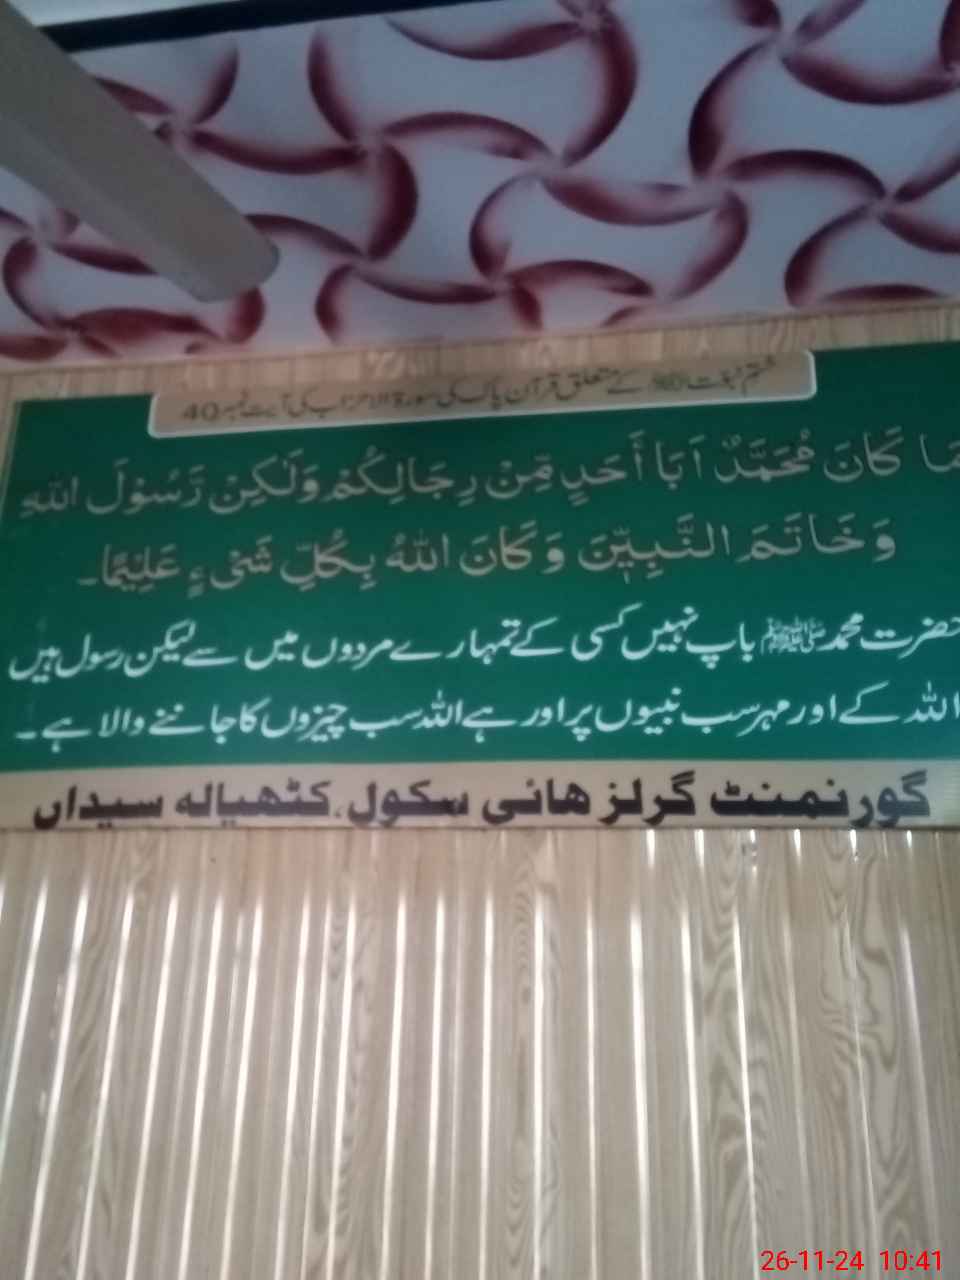 ختم نبوت ﷺ کے متعلق قرآن پاک کی سورۃ الاحزاب کی آیت نمبر 40
مَا كَانَ مُحَمَّدٌ اَبَا أَحَدٍ مِّنْ رِجَالِكُمْ وَلٰكِنْ رَّسُوْلَ اللهِ
وَخَاتَمَ النَّبِيّٖنَ وَكَانَ اللهُ بِكُلِّ شَىْءٍ عَلِيْمًا۔
حضرت محمد ﷺ باپ نہیں کسی کے تمہارے مردوں میں سے لیکن رسول ہیں
اللہ کے اور مہر سب نبیوں پر اور ہے اللہ سب چیزوں کا جاننے والا ہے۔
گورنمنٹ گرلز ہائی سکول، کٹھیالہ سیداں
26-11-24 10:41